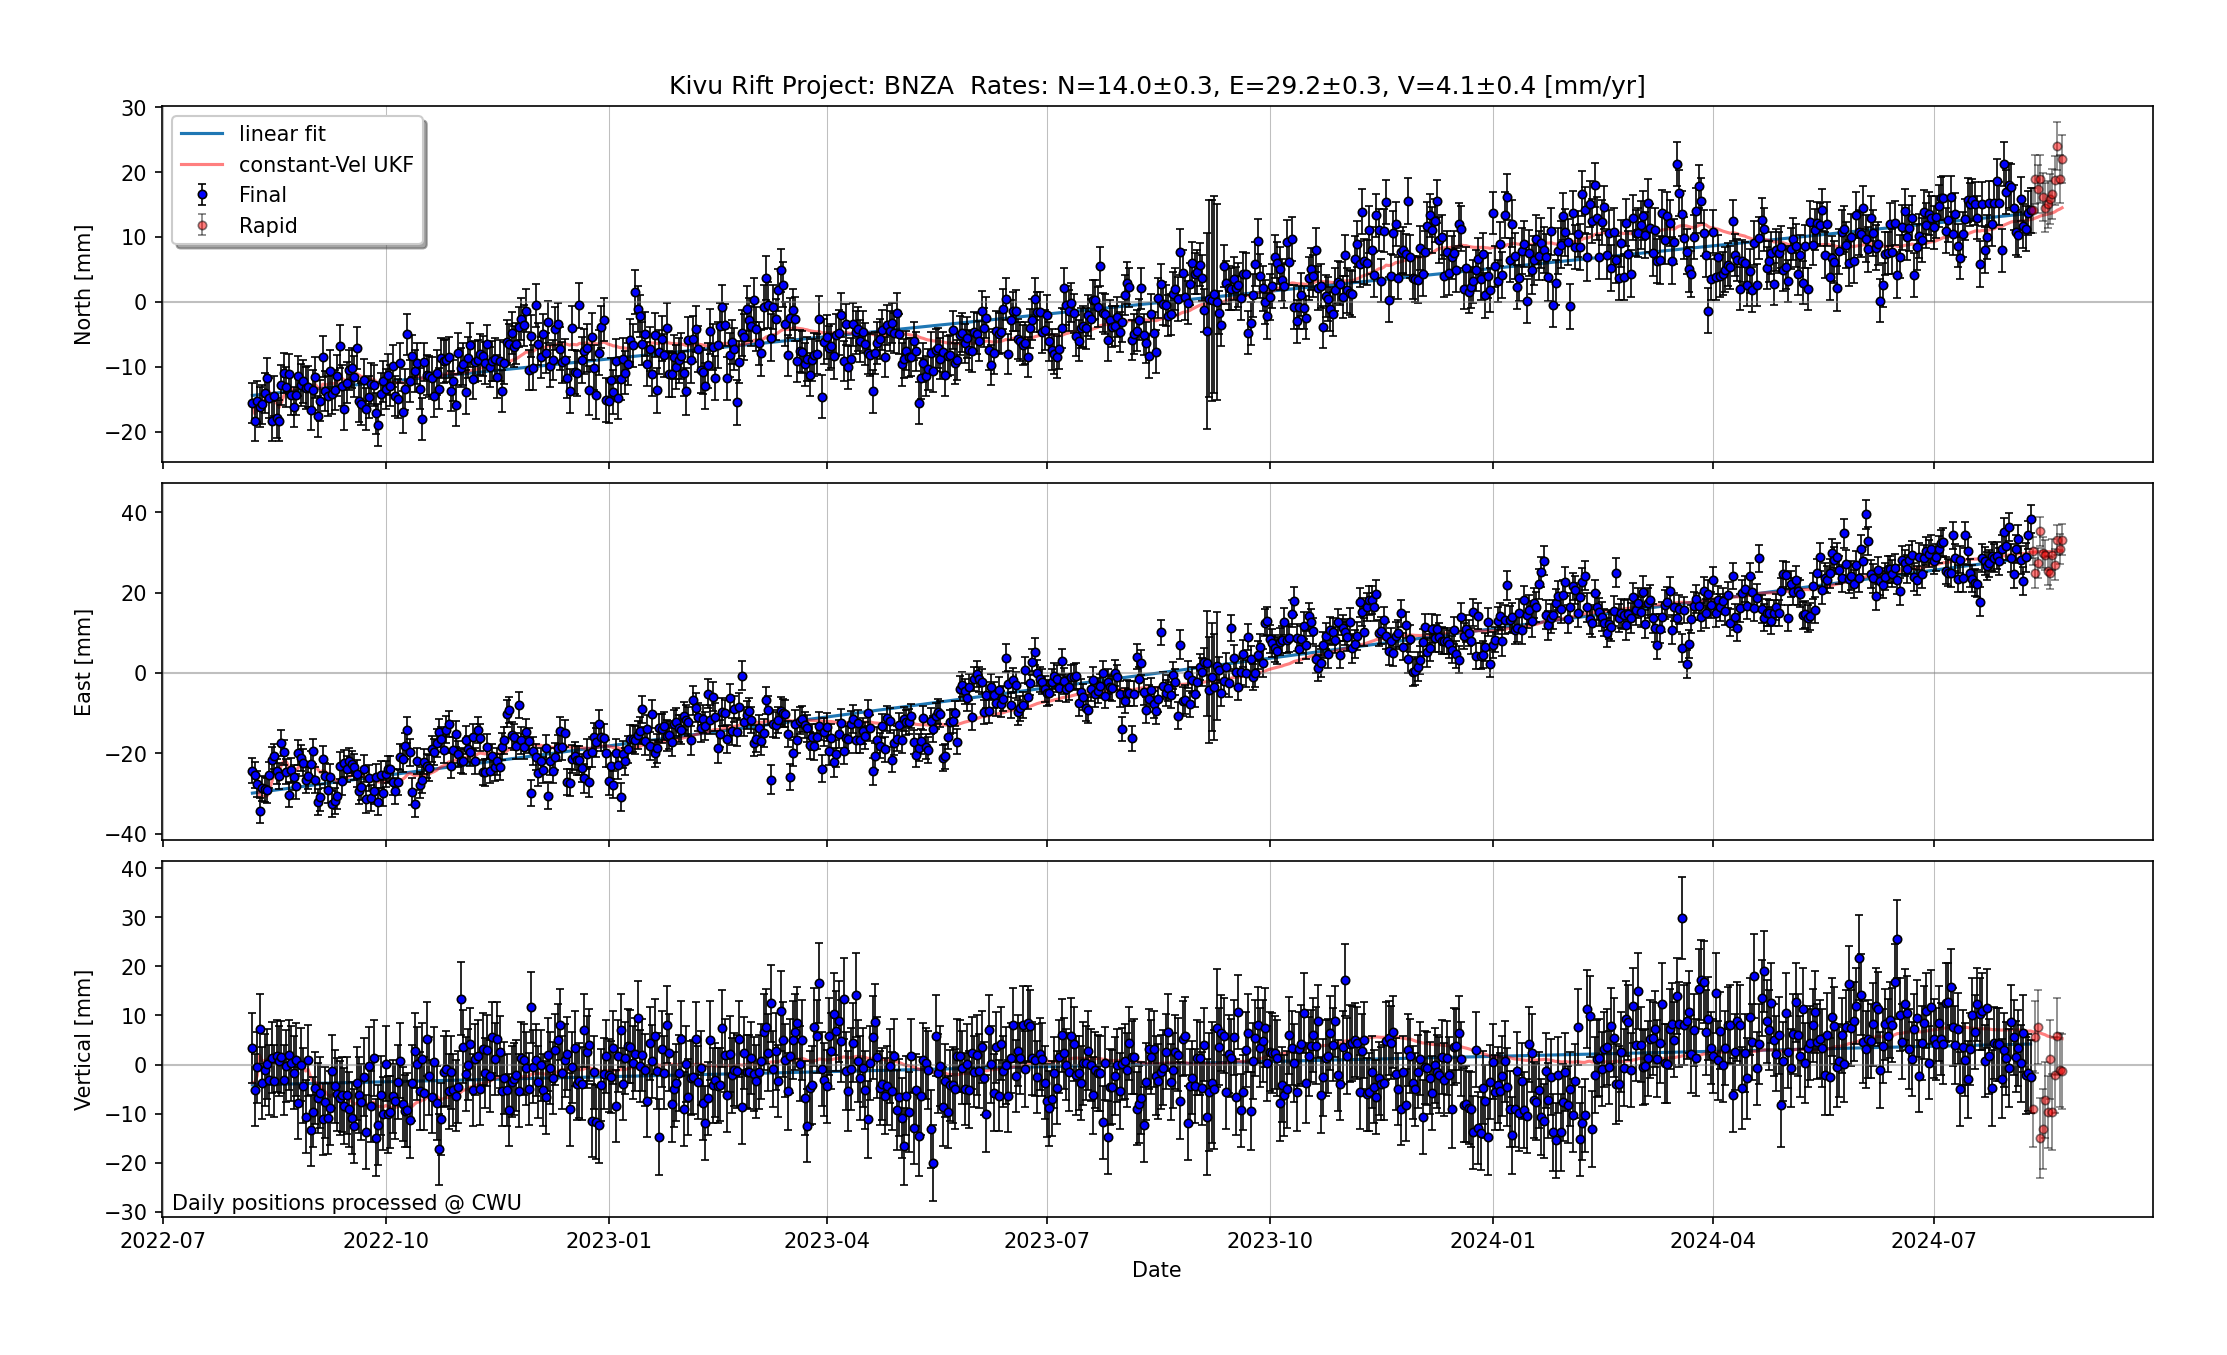 Kivu Rift Project: BNZA  Rates: N=14.0±0.3, E=29.2±0.3, V=4.1±0.4 [mm/yr]
linear fit
constant-Vel UKF
Final
Rapid
North [mm]
30
20
10
0
−10
−20
East [mm]
40
20
0
−20
−40
Vertical [mm]
40
30
20
10
0
−10
−20
−30
Daily positions processed @ CWU
2022-07 2022-10 2023-01 2023-04 2023-07 2023-10 2024-01 2024-04 2024-07
Date